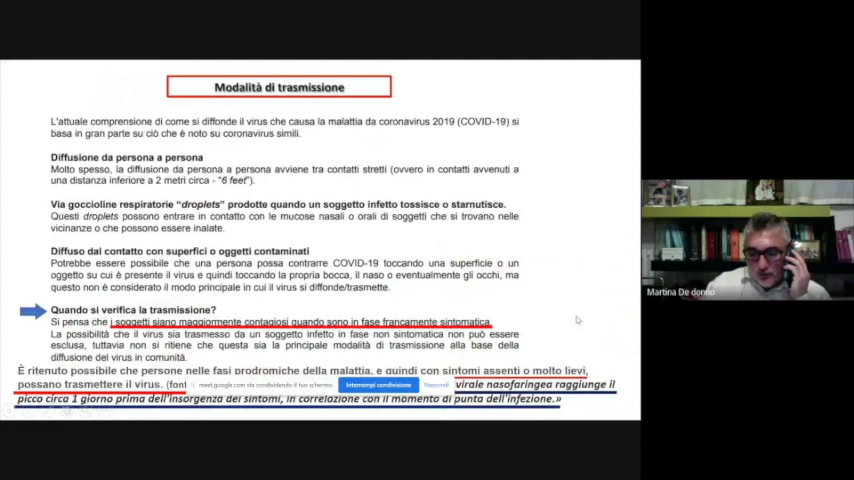 Modalità di trasmissione
L'attuale comprensione di come si diffonde il virus che causa la malattia da coronavirus 2019 (COVID-19) si
basa in gran parte su ciò che è noto su coronavirus simili.
Diffusione da persona a persona
Molto spesso, la diffusione da persona a persona avviene tra contatti stretti (ovvero in contatti avvenuti a
una distanza inferiore a 2 metri circa - "6 feet").
Via goccioline respiratorie "droplets" prodotte quando un soggetto infetto tossisce o starnutisce.
Questi droplets possono entrare in contatto con le mucose nasali o orali di soggetti che si trovano nelle
vicinanze o che possono essere inalate.
Diffuso dal contatto con superfici o oggetti contaminati
Potrebbe essere possibile che una persona possa contrarre COVID-19 toccando una superficie o un
oggetto su cui è presente il virus e quindi toccando la propria bocca, il naso o eventualmente gli occhi, ma
questo non è considerato il modo principale in cui il virus si diffonde/trasmette.
Quando si verifica la trasmissione?
Si pensa che i soggetti siano maggiormente contagiosi quando sono in fase francamente sintomatica.
La possibilità che il virus sia trasmesso da un soggetto infetto in fase non sintomatica non può essere
esclusa, tuttavia non si ritiene che questa sia la principale modalità di trasmissione alla base della
diffusione del virus in comunità.
È ritenuto possibile che persone nelle fasi prodromiche della malattia, e quindi con sintomi assenti o molto lievi,
possano trasmettere il virus. (font virale nasofaringea raggiunge il
meet.google.com sta condividendo il tuo schermo. Interrompi condivisione Nascondi
picco circa 1 giorno prima dell'insorgenza dei sintomi, in correlazione con il momento di punta dell'infezione.»
Martina De donno